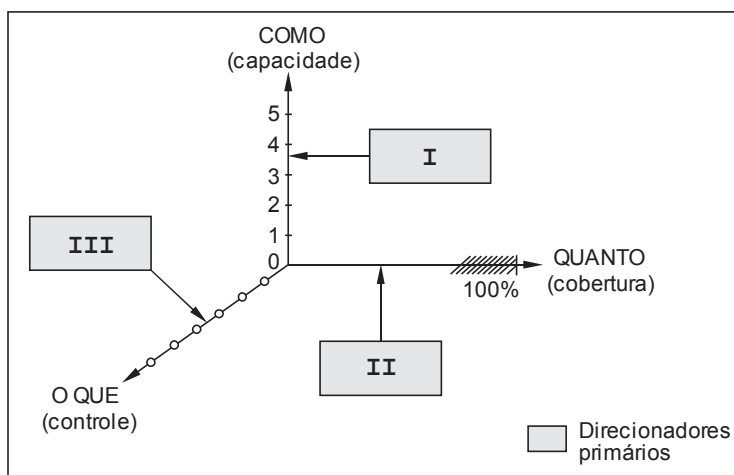 COMO
(capacidade)
5
4
3
2
1
0
I
III
QUANTO
(cobertura)
100%
II
O QUE
(controle)
Direcionadores
primários